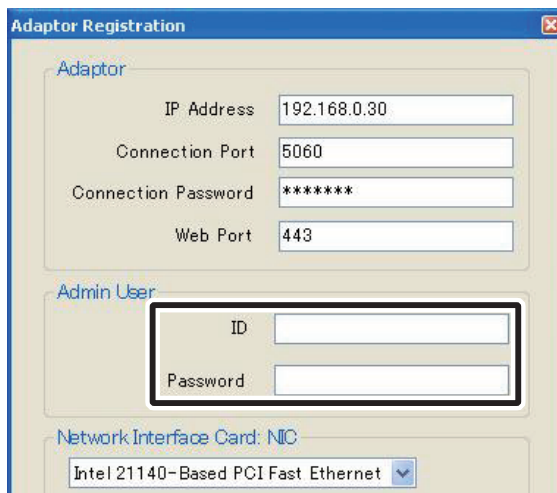 Adaptor Registration
Adaptor
IP Address 192.168.0.30
Connection Port 5060
Connection Password *******
Web Port 443
Admin User
ID
Password
Network Interface Card: NIC
Intel 21140-Based PCI Fast Ethernet